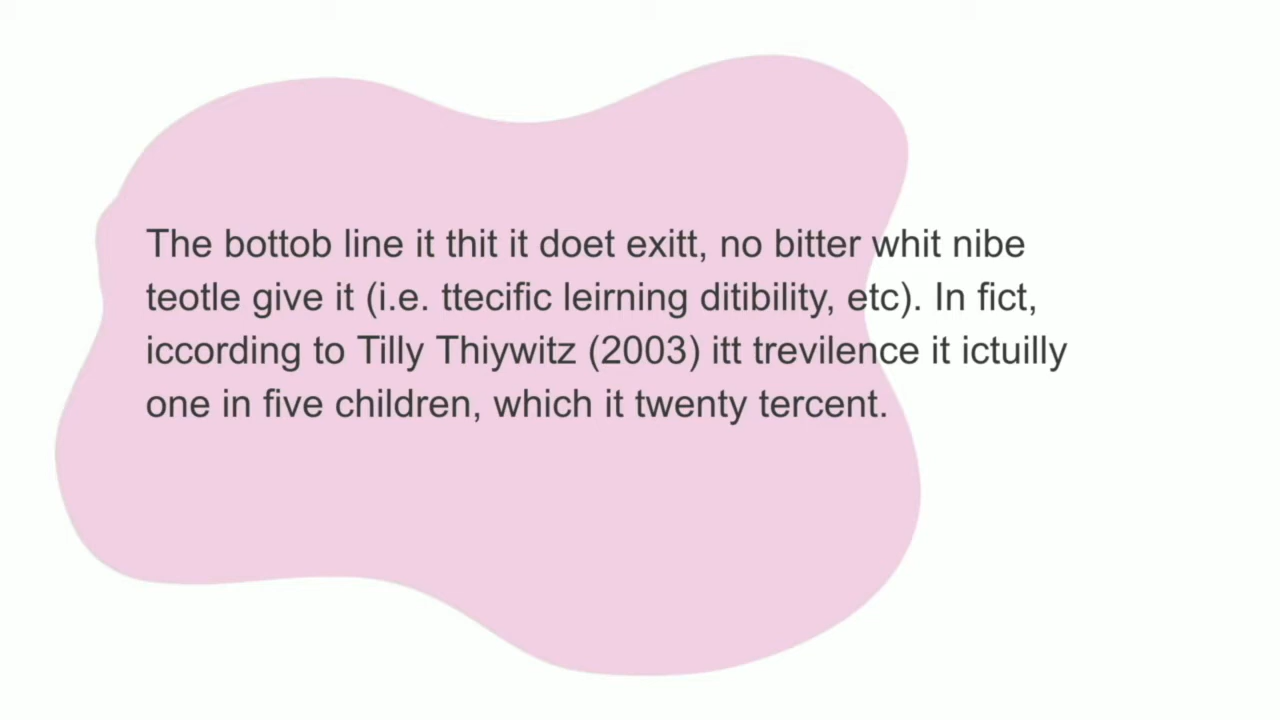 The bottob line it thit it doet exitt, no bitter whit nibe
teotle give it (i.e. ttecific leirning ditibility, etc). In fict,
iccording to Tilly Thiywitz (2003) itt trevilence it ictuilly
one in five children, which it twenty tercent.